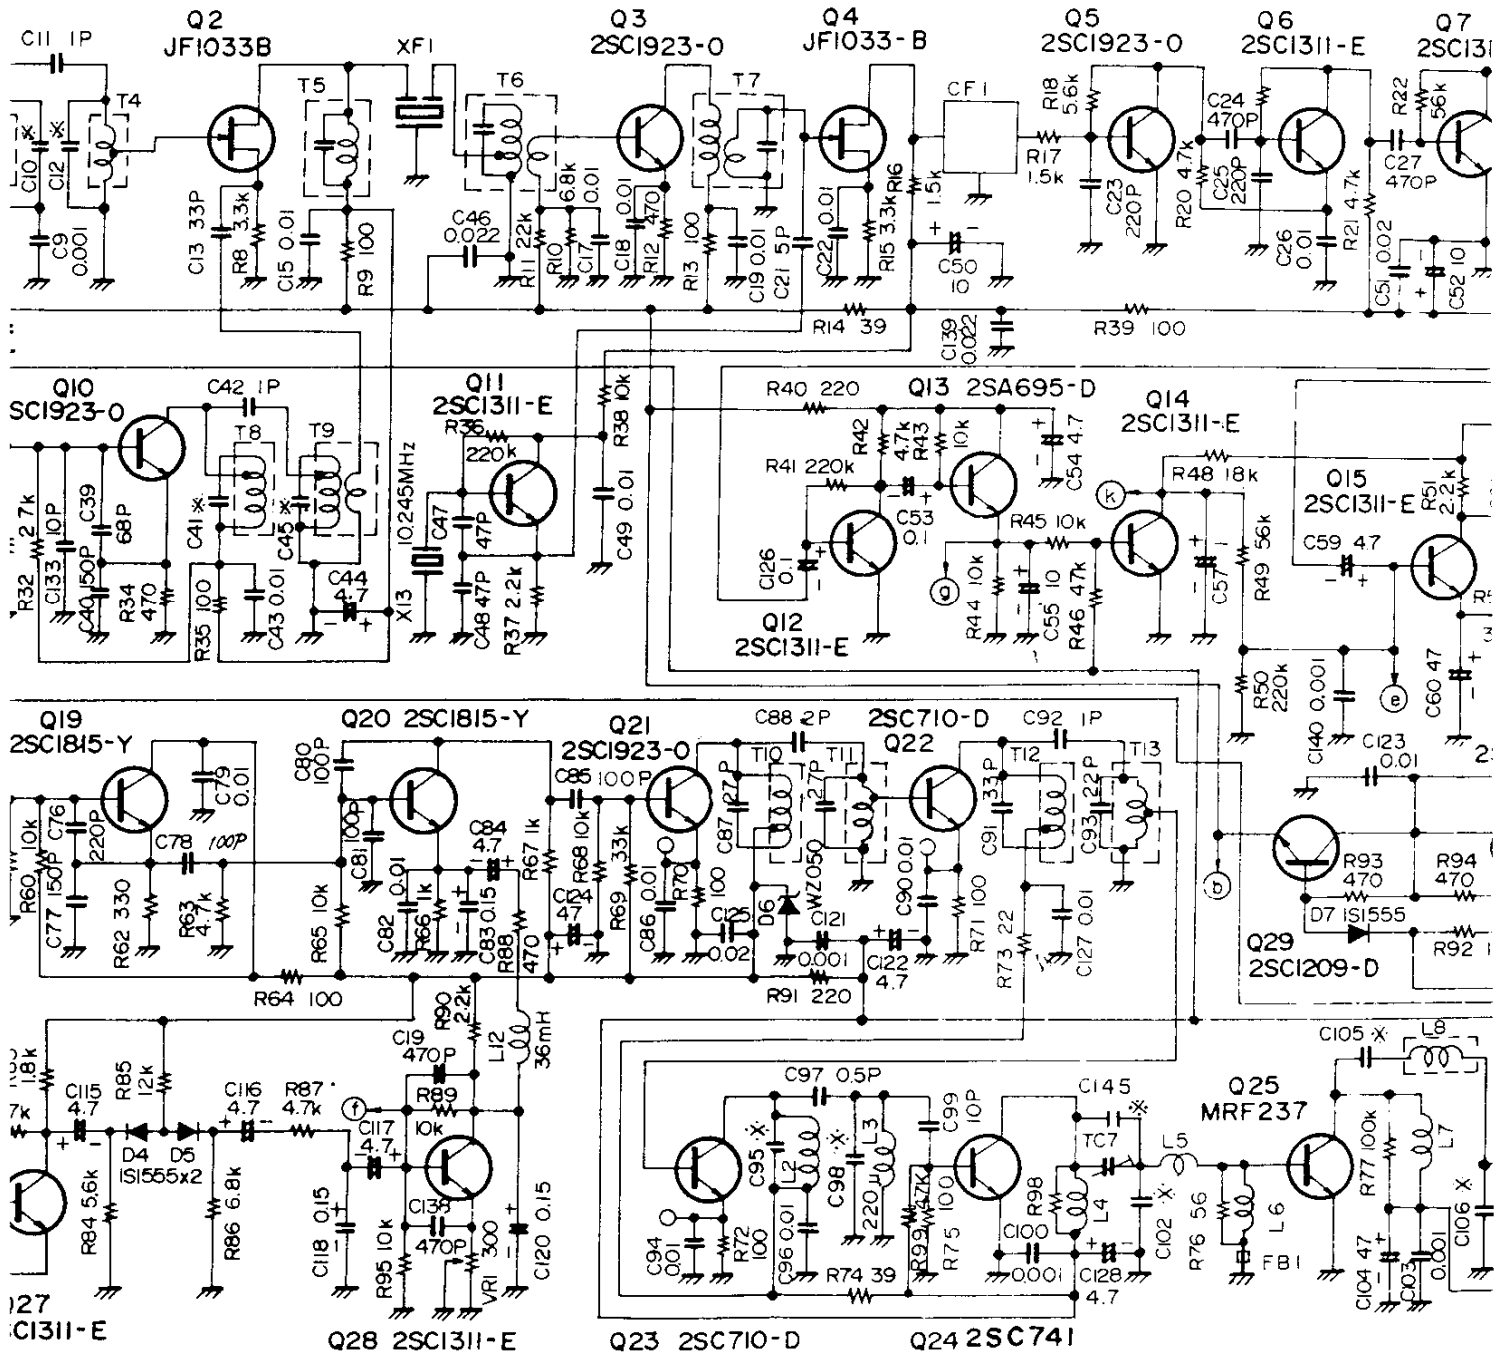 C11 1P
Q2
JF1033B
XF1
Q3
2SC1923-O
Q4
JF1033-B
Q5
2SC1923-O
Q6
2SC1311-E
Q7
T4
T5
T6
T7
CF1
R18
5.6k
C24
470P
R22
56k
C10 ※
C12 ※
R17
1.5k
C27
470P
C9
0.001
C13 33P
R8 3.3k
C15 0.01
R9 100
C46
0.022
R11 22k
R10 6.8k
C17 0.01
C18 0.01
R12 470
R13 100
C19 0.01
C21 5P
C22 0.01
R15 3.3k
R16
1.5k
C50
10
C23
220P
R20 4.7k
C25
220P
C26
0.01
R21 4.7k
C51 0.02
C52 10
R14 39
C139
0.022
R39 100
Q10
SC1923-O
C42 1P
T8
T9
Q11
2SC1311-E
R36
220k
R38 10k
R40 220
Q13 2SA695-D
R42
4.7k
R43
10k
C54 4.7
Q14
2SC1311-E
R41 220k
R48 18k
Q15
2SC1311-E
R51
2.2k
R32 2.7k
C133 10P
C39
68P
C40 150P
R34
470
C41 ※
C45 ※
R35 100
C43 0.01
C44
4.7
10.245MHz
X13
C47
47P
C48 47P
R37 2.2k
C49 0.01
C126
0.1
C53
0.1
R45 10k
k
a
R44 10k
C55 10
R46 47k
C57
R49 56k
C59 4.7
Q12
2SC1311-E
R50
220k
C140 0.001
e
C60 47
Q19
2SC1815-Y
Q20 2SC1815-Y
Q21
2SC1923-O
C88 2P
2SC710-D
Q22
C92 1P
T10
T11
T12
T13
C79
0.01
C80
100P
C85 100P
C87 27P
27P
C91 33P
C93 22P
C123
0.01
R60 10k
C76
220P
C77 150P
C78 100P
R62 330
R63
4.7k
R65 10k
C81
100P
C82 0.01
R66 1k
C84
4.7
C83 0.15
R88
470
R67 1k
R68 10k
C124
47
R69 33k
C86 0.01
R70
100
C125
0.02
D6
WZ050
C121
0.001
C122
4.7
C90 0.01
R71 100
R73 22
C127 0.01
b
R93
470
R94
470
D7 1S1555
R92
Q29
2SC1209-D
R64 100
R91 220
1.8k
C115
4.7
R85
12k
C116
4.7
R87
4.7k
C19
470P
R90
2.2k
L12
36mH
f
R89
10k
C97 0.5P
C99
10P
C145
※
TC7
L5
Q25
MRF237
C105 ※
L8
D4
D5
1S1555x2
C117
4.7
C95 ※
L2
C98 ※
L3
220
47K
R99
100
R75
R98
L4
C102 ※
R76 56
L6
FB1
R77 100k
L7
C106 ※
R84 5.6k
R86 6.8k
C118 0.15
R95 10k
C138
470P
VR1 300
C120 0.15
C94
0.01
R72
100
C96 0.01
R74 39
C100
0.001
C128
4.7
C104 47
C103
0.001
C1311-E
Q28 2SC1311-E
Q23 2SC710-D
Q24 2SC741